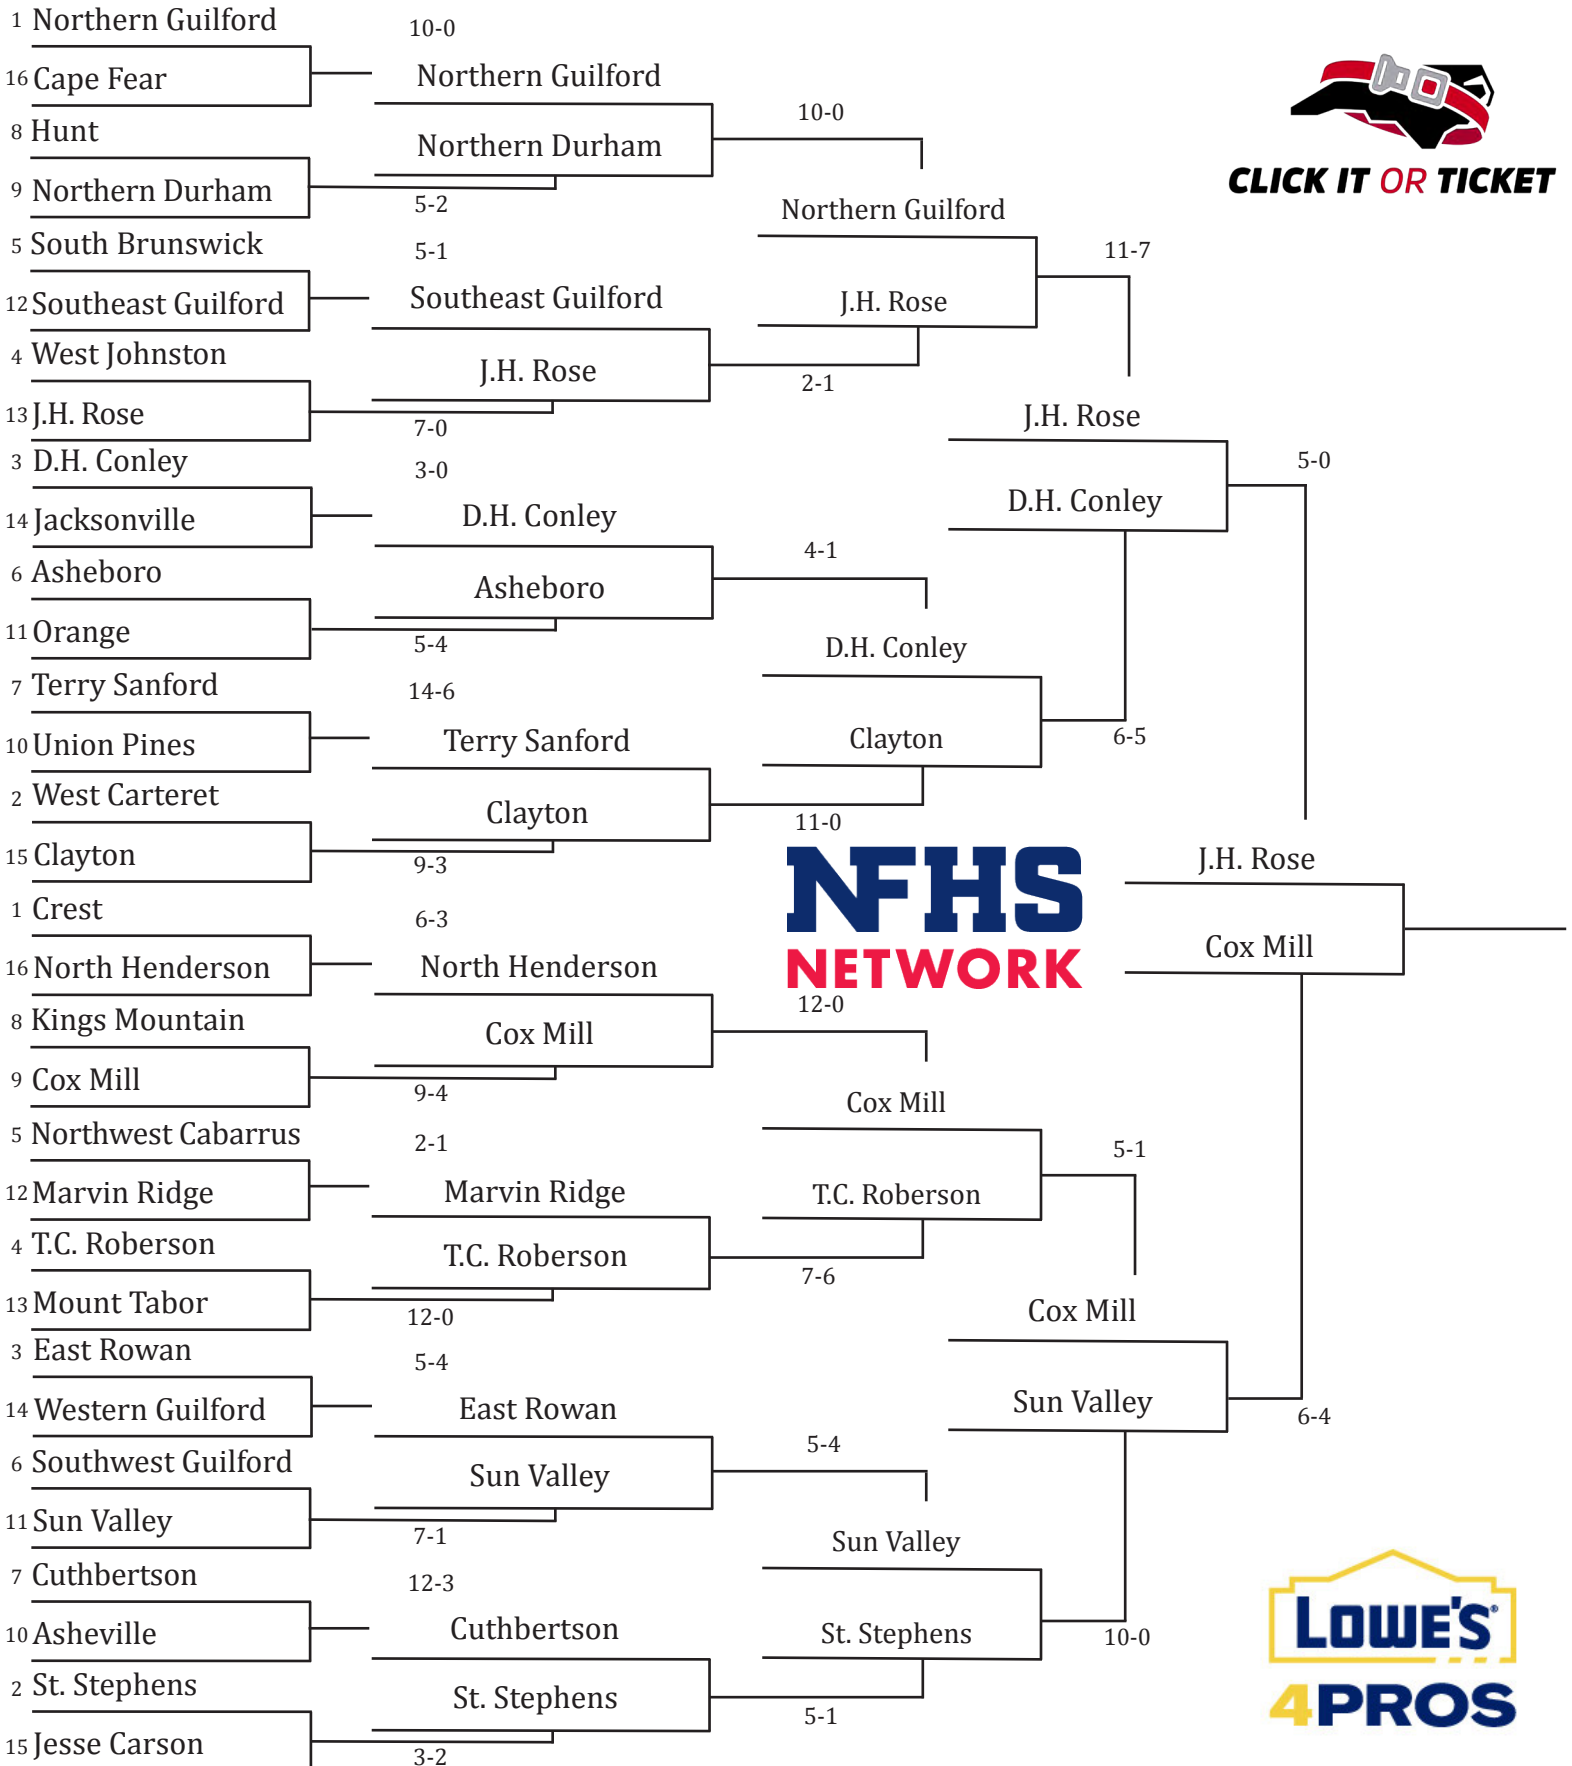 1 Northern Guilford
16 Cape Fear
8 Hunt
9 Northern Durham
5 South Brunswick
12 Southeast Guilford
4 West Johnston
13 J.H. Rose
3 D.H. Conley
14 Jacksonville
6 Asheboro
11 Orange
7 Terry Sanford
10 Union Pines
2 West Carteret
15 Clayton
1 Crest
16 North Henderson
8 Kings Mountain
9 Cox Mill
5 Northwest Cabarrus
12 Marvin Ridge
4 T.C. Roberson
13 Mount Tabor
3 East Rowan
14 Western Guilford
6 Southwest Guilford
11 Sun Valley
7 Cuthbertson
10 Asheville
2 St. Stephens
15 Jesse Carson
10-0
Northern Guilford
Northern Durham
5-2
5-1
Southeast Guilford
J.H. Rose
7-0
3-0
D.H. Conley
Asheboro
5-4
14-6
Terry Sanford
Clayton
9-3
6-3
North Henderson
Cox Mill
9-4
2-1
Marvin Ridge
T.C. Roberson
12-0
5-4
East Rowan
Sun Valley
7-1
12-3
Cuthbertson
St. Stephens
3-2
10-0
Northern Guilford
J.H. Rose
2-1
4-1
D.H. Conley
Clayton
11-0
NFHS
NETWORK
12-0
Cox Mill
T.C. Roberson
7-6
5-4
Sun Valley
St. Stephens
5-1
11-7
J.H. Rose
D.H. Conley
6-5
5-1
Cox Mill
Sun Valley
10-0
5-0
J.H. Rose
Cox Mill
6-4
CLICK IT OR TICKET
LOWE'S®
4PROS